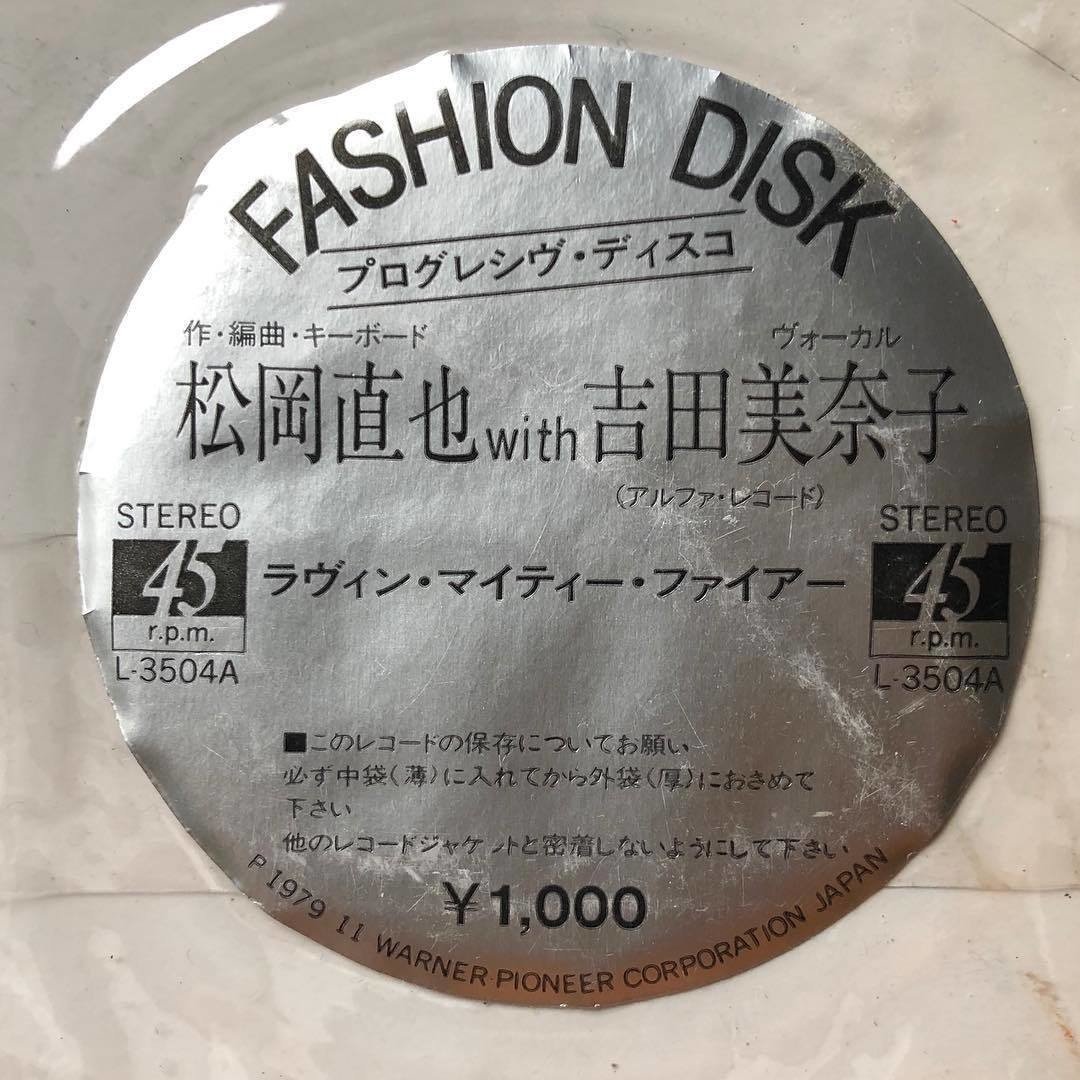 FASHION DISK
プログレシヴ・ディスコ
作・編曲・キーボード ヴォーカル
松岡直也with吉田美奈子
(アルファ・レコード)
STEREO STEREO
45 ラヴィン・マイティー・ファイアー 45
r.p.m. r.p.m.
L-3504A L-3504A
■このレコードの保存についてお願い
必ず中袋(薄)に入れてから外袋(厚)におさめて
下さい
他のレコードジャケットと密着しないようにして下さい
¥1,000
P 1979 11 WARNER-PIONEER CORPORATION JAPAN